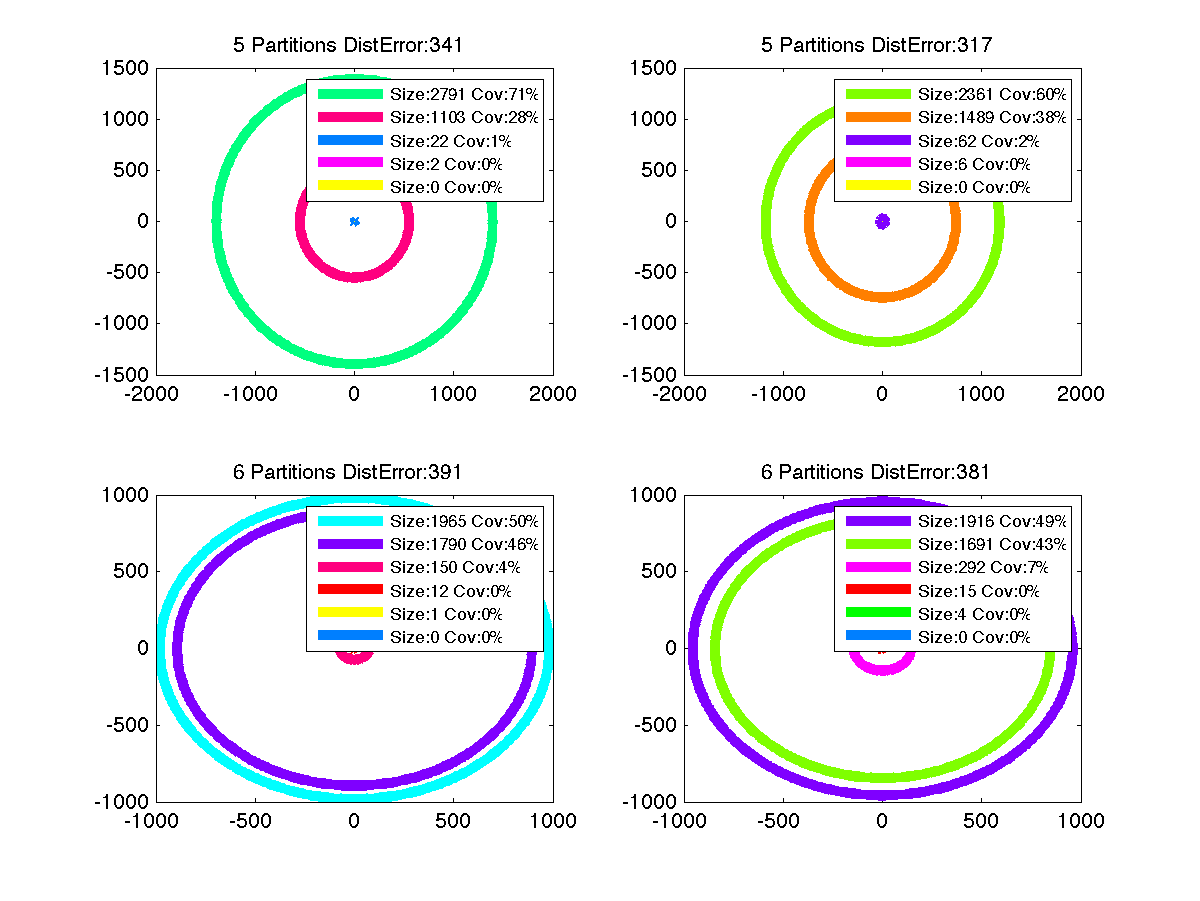 5 Partitions DistError:341
1500
1000
500
0
-500
-1000
-1500
-2000 -1000 0 1000 2000
Size:2791 Cov:71%
Size:1103 Cov:28%
Size:22 Cov:1%
Size:2 Cov:0%
Size:0 Cov:0%
5 Partitions DistError:317
1500
1000
500
0
-500
-1000
-1500
-2000 -1000 0 1000 2000
Size:2361 Cov:60%
Size:1489 Cov:38%
Size:62 Cov:2%
Size:6 Cov:0%
Size:0 Cov:0%
6 Partitions DistError:391
1000
500
0
-500
-1000
-1000 -500 0 500 1000
Size:1965 Cov:50%
Size:1790 Cov:46%
Size:150 Cov:4%
Size:12 Cov:0%
Size:1 Cov:0%
Size:0 Cov:0%
6 Partitions DistError:381
1000
500
0
-500
-1000
-1000 -500 0 500 1000
Size:1916 Cov:49%
Size:1691 Cov:43%
Size:292 Cov:7%
Size:15 Cov:0%
Size:4 Cov:0%
Size:0 Cov:0%